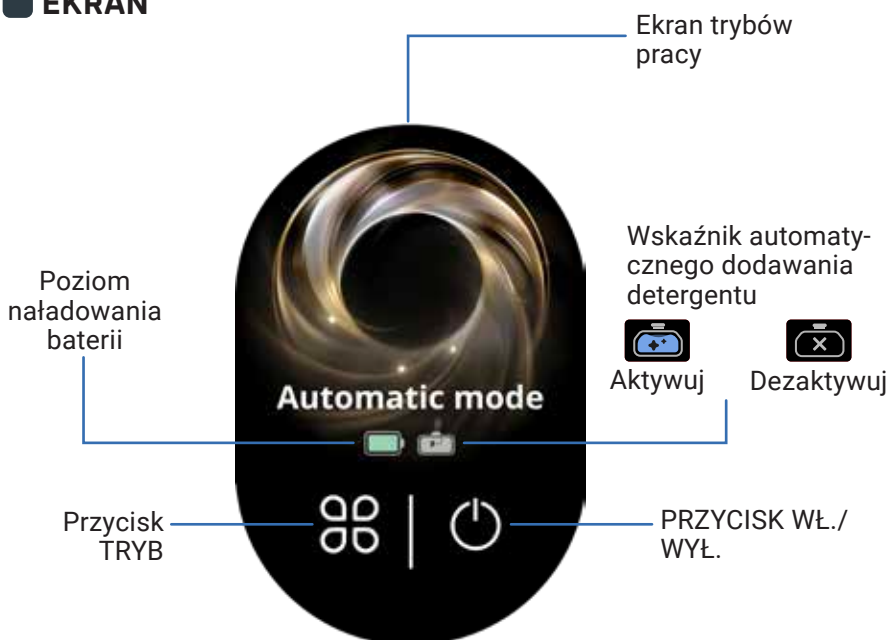 EKRAN
Ekran trybów
pracy
Wskaźnik automaty-
cznego dodawania
detergentu
Aktywuj
Dezaktywuj
Poziom
naładowania
baterii
Automatic mode
Przycisk
TRYB
PRZYCISK WŁ./
WYŁ.